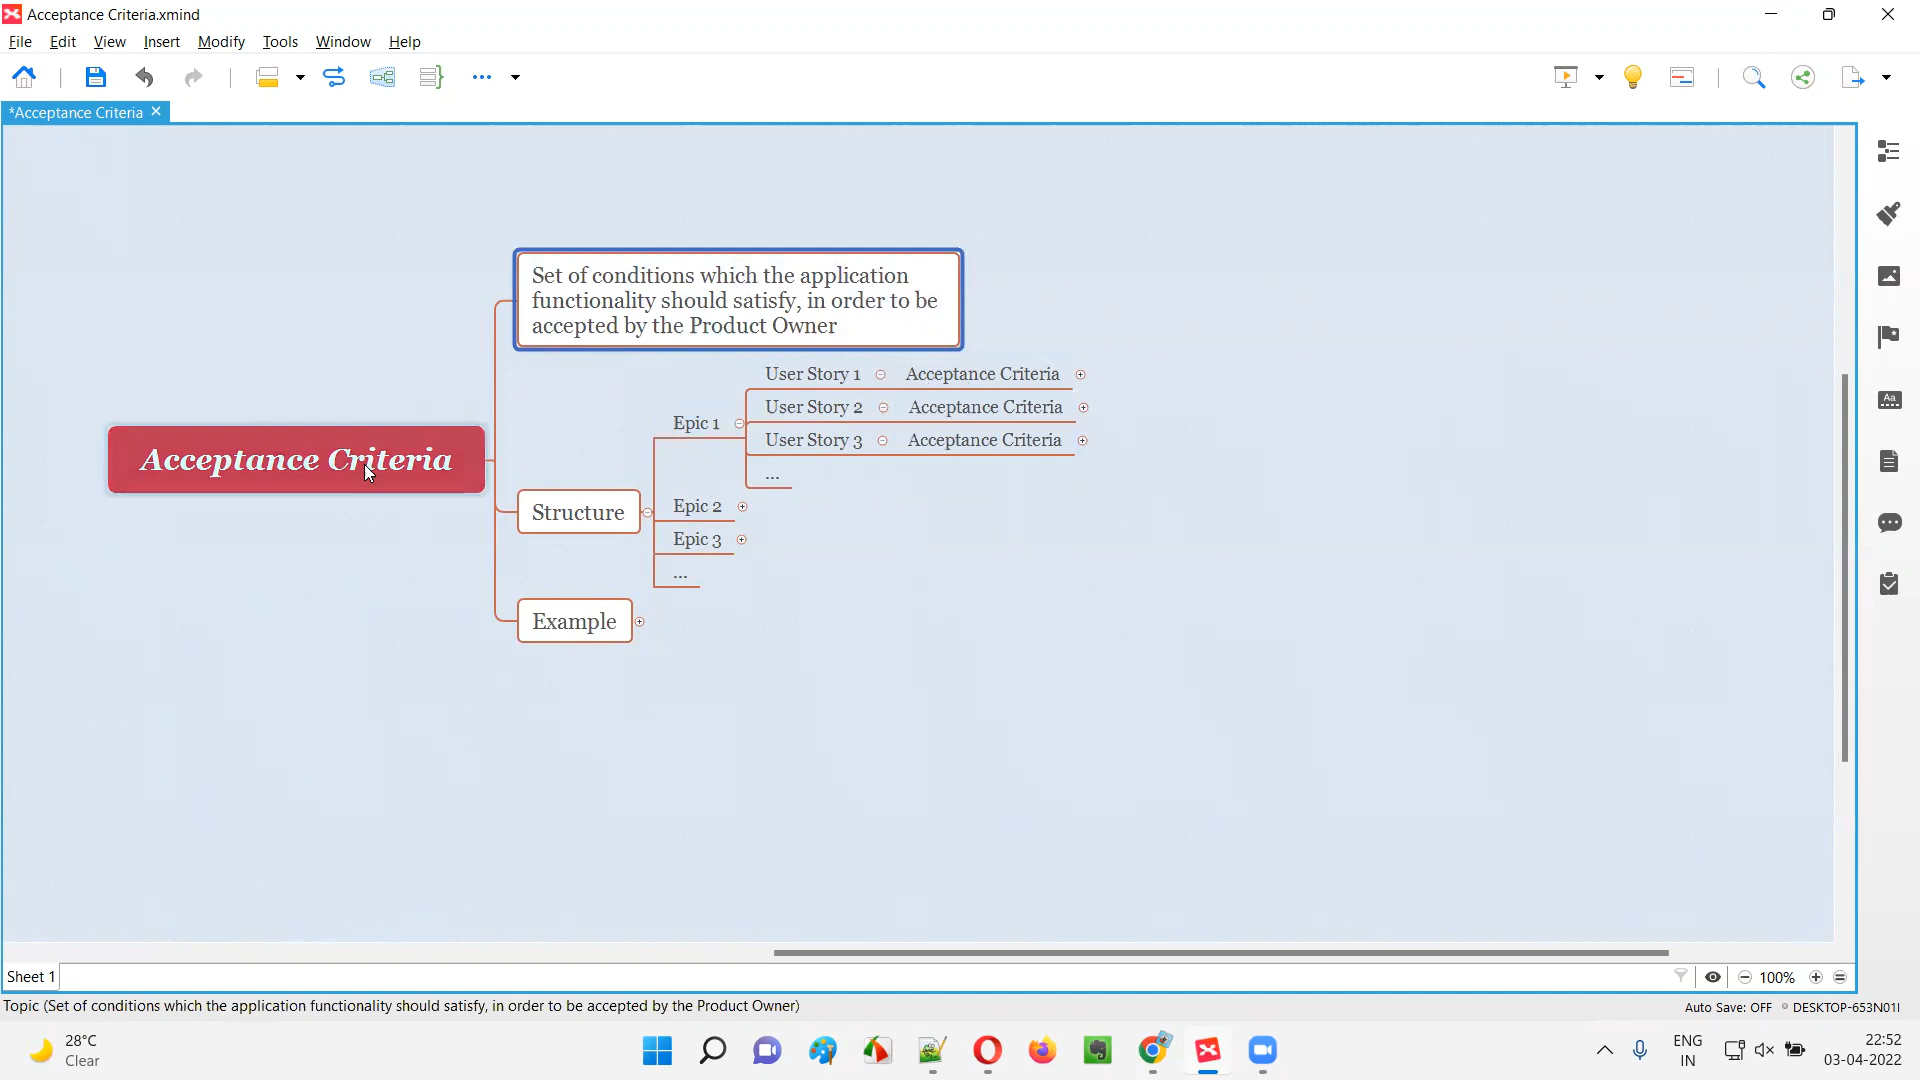 Acceptance Criteria.xmind
File Edit View Insert Modify Tools Window Help
*Acceptance Criteria
Set of conditions which the application
functionality should satisfy, in order to be
accepted by the Product Owner
User Story 1 Acceptance Criteria
User Story 2 Acceptance Criteria
Epic 1
User Story 3 Acceptance Criteria
Acceptance Criteria
...
Epic 2
Structure
Epic 3
...
Example
Aa
Sheet 1
100%
Topic (Set of conditions which the application functionality should satisfy, in order to be accepted by the Product Owner)
Auto Save: OFF DESKTOP-653N01I
28°C
Clear
ENG
IN
22:52
03-04-2022